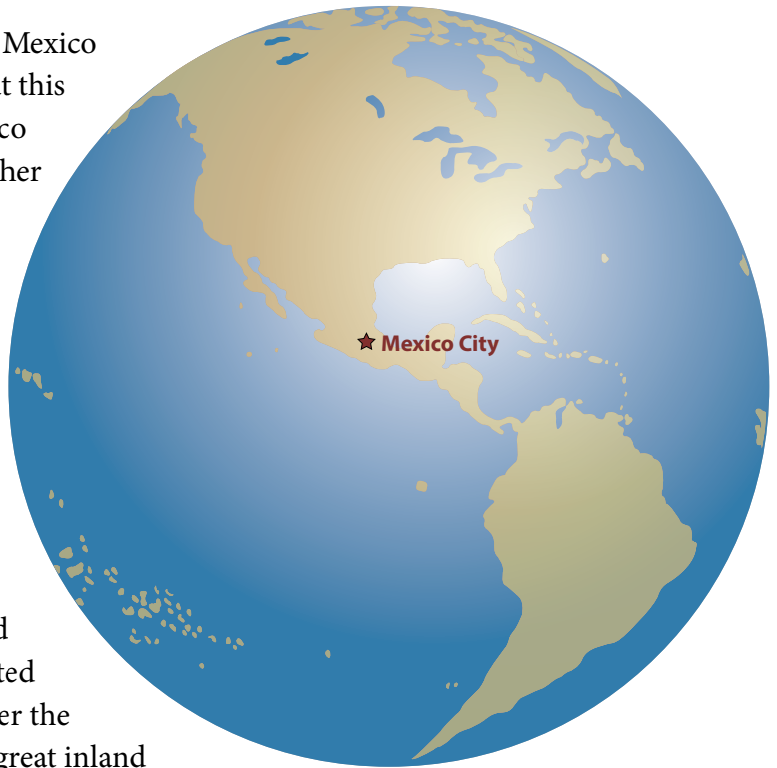 Mexico
t this
co
her
Mexico City
d
ted
er the
great inland